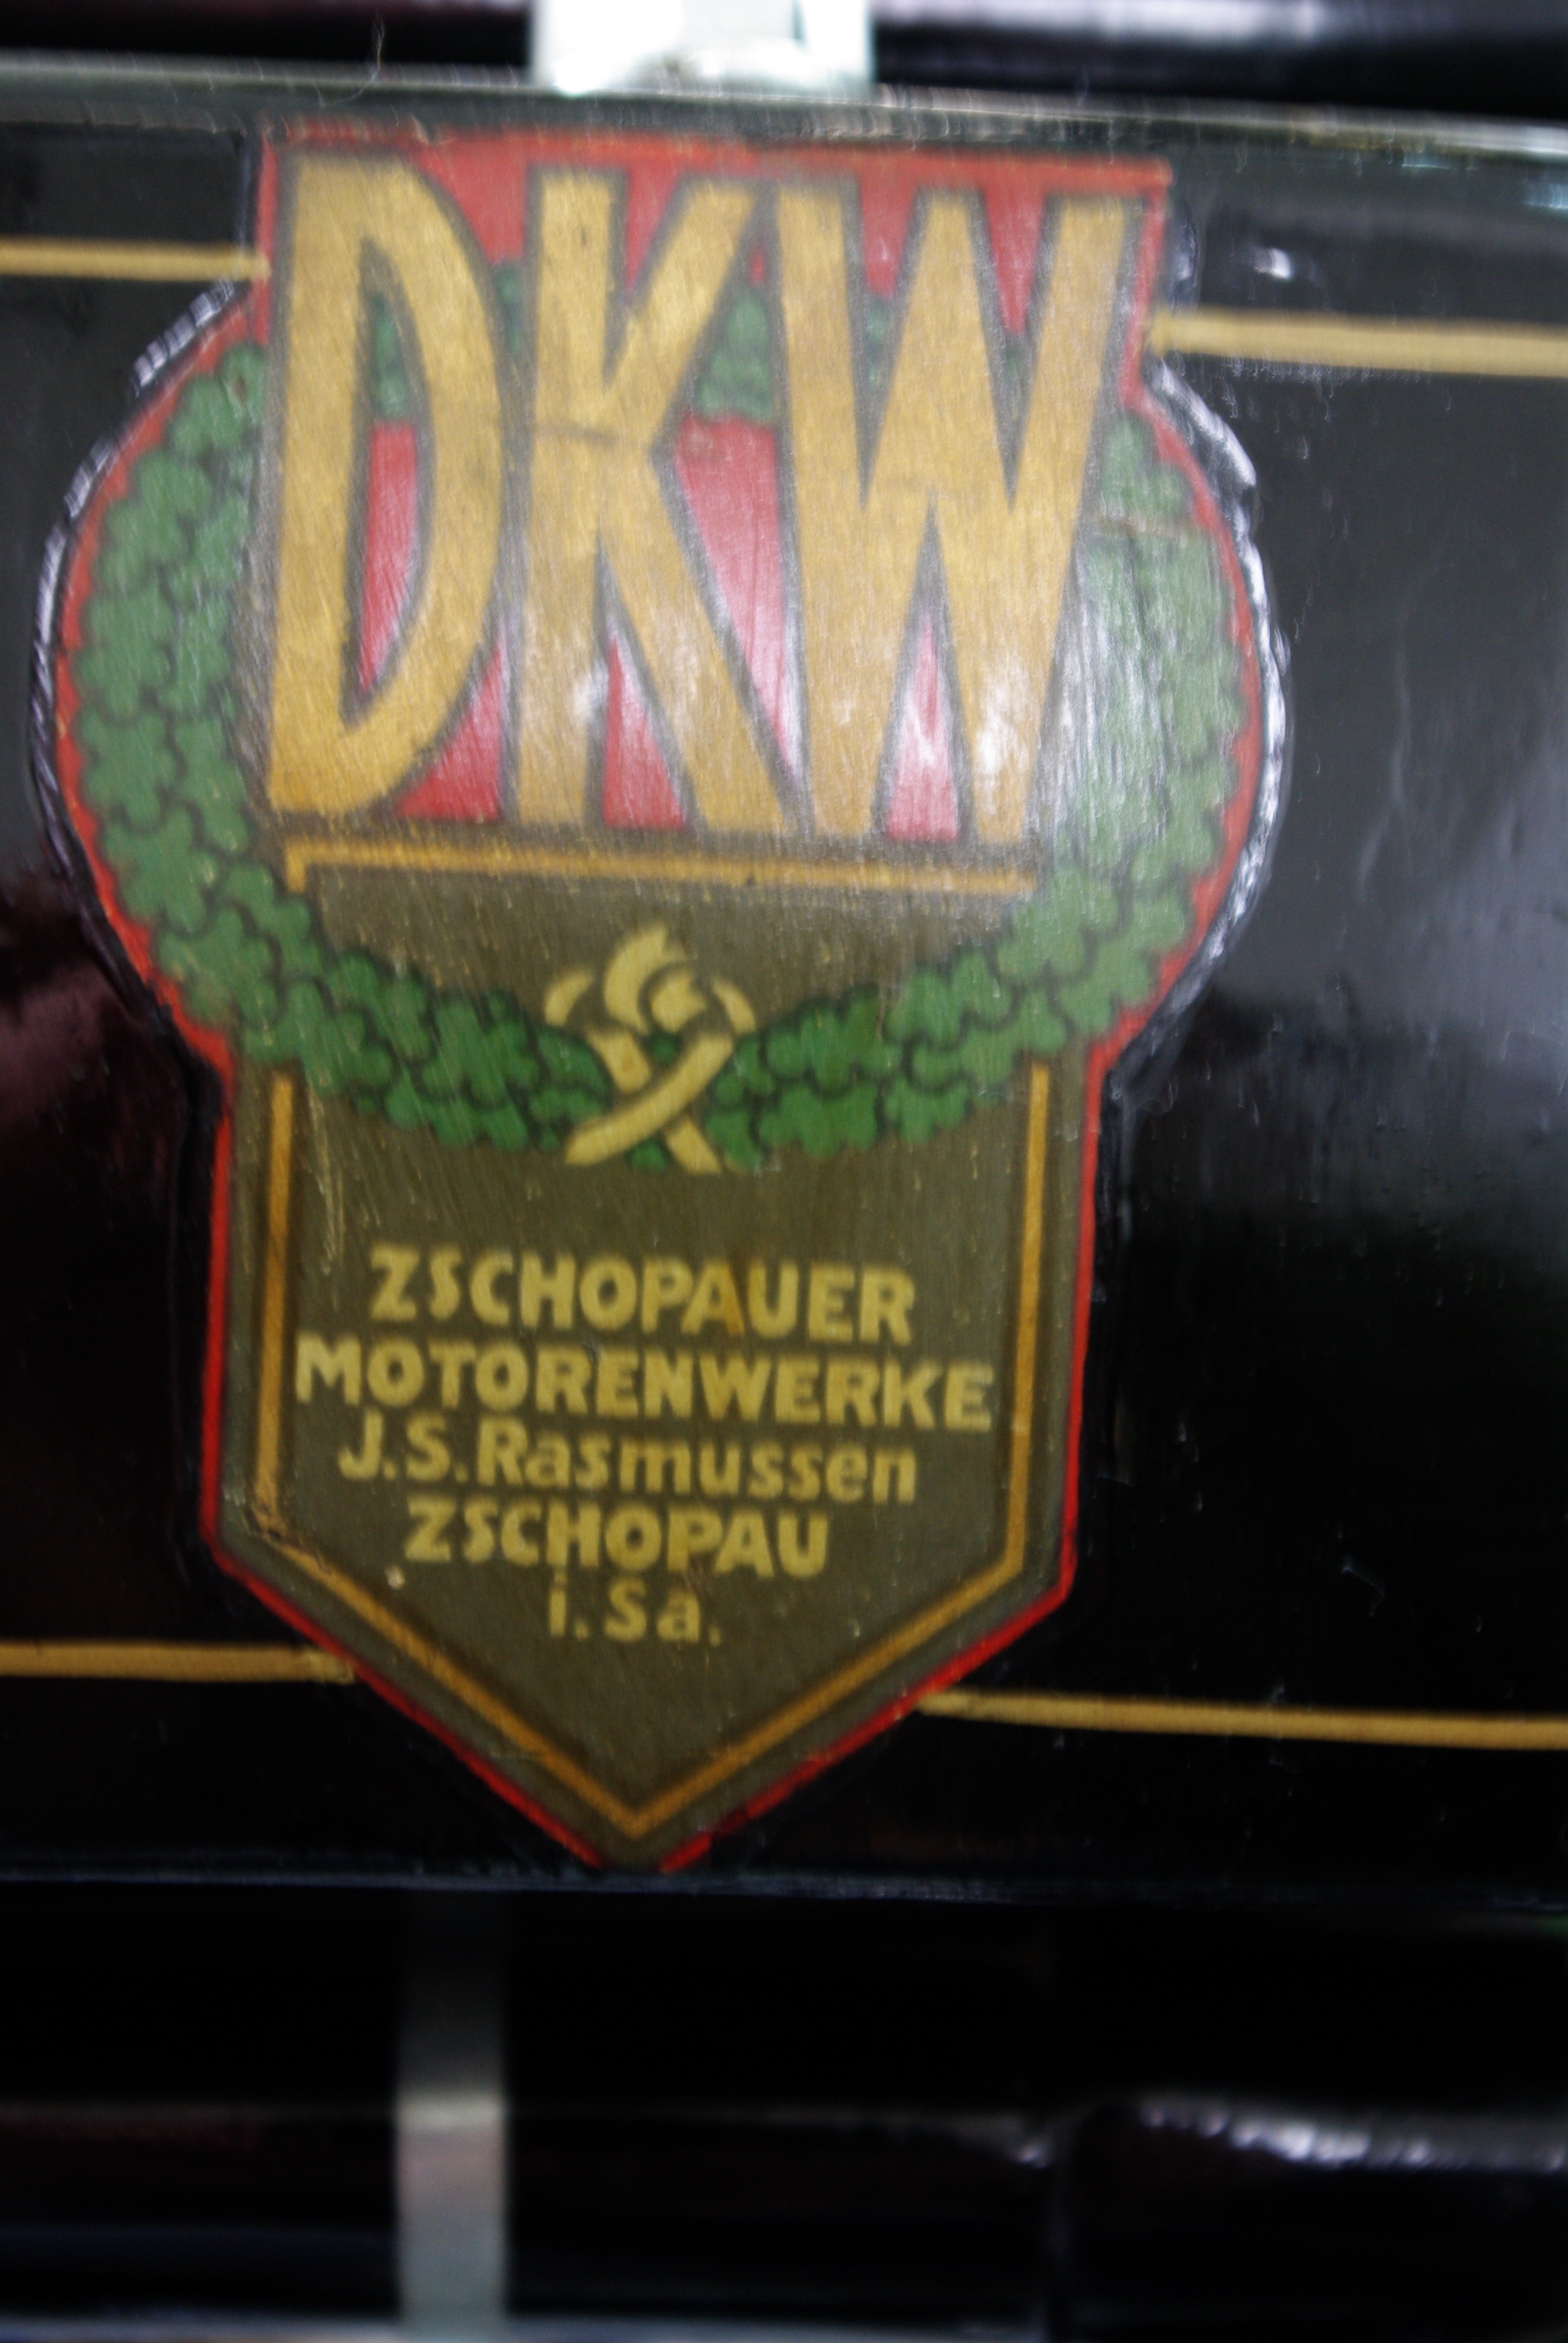 DKW
ZSCHOPAUER
MOTORENWERKE
J.S.Rasmussen
ZSCHOPAU
i.Sa.